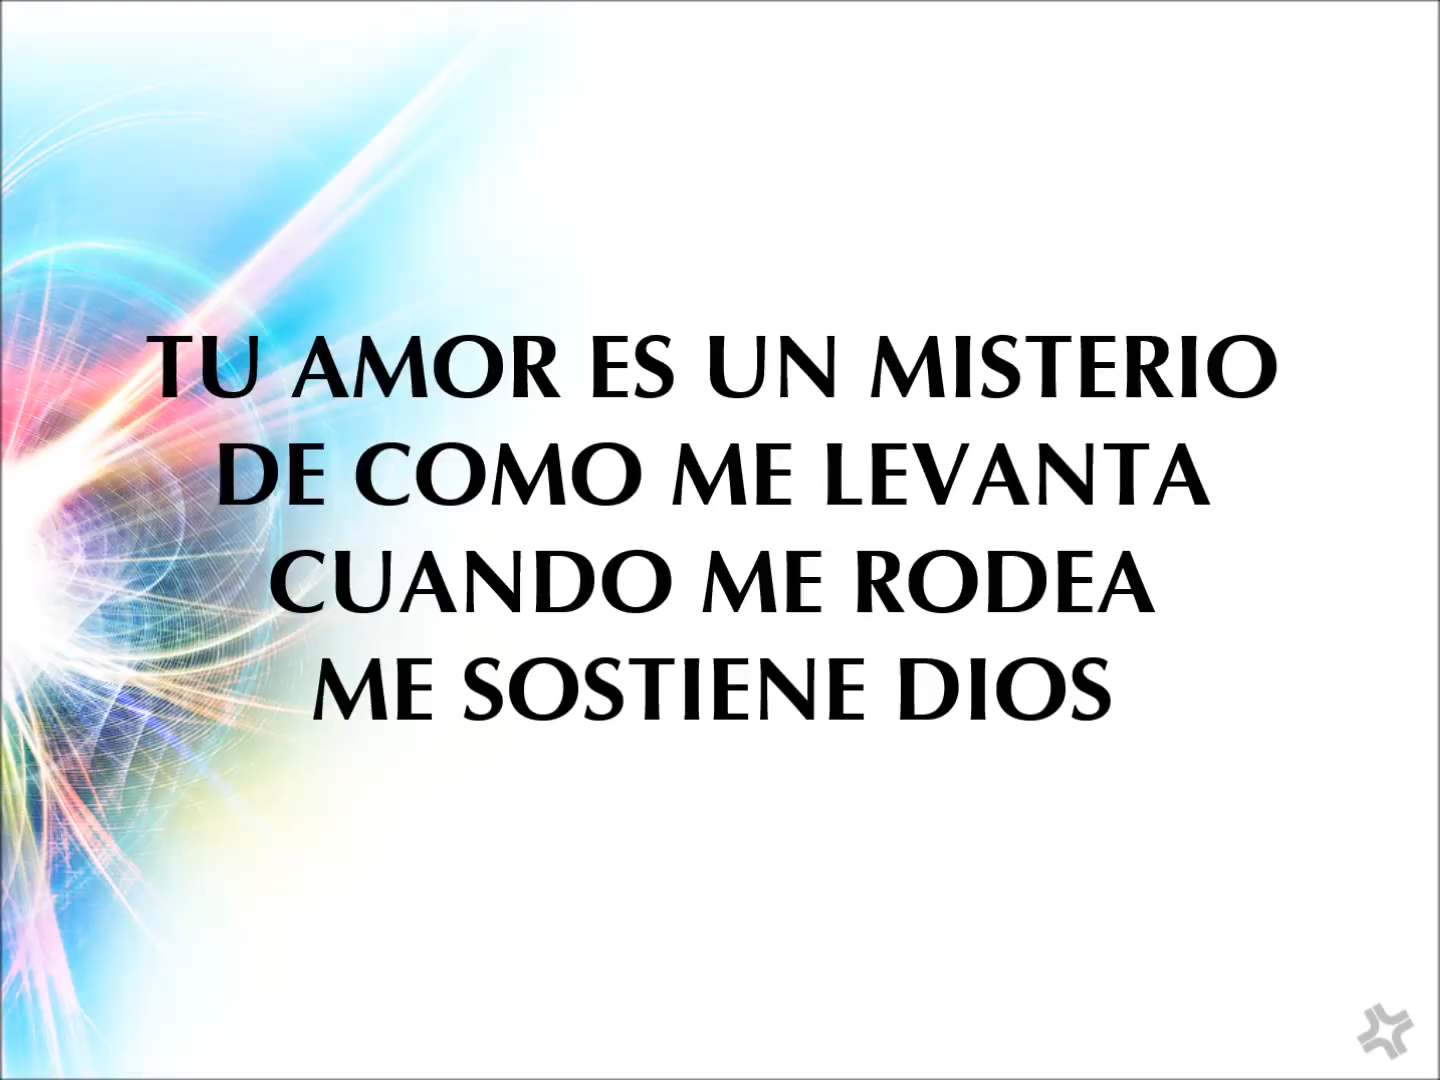 TU AMOR ES UN MISTERIO
DE COMO ME LEVANTA
CUANDO ME RODEA
ME SOSTIENE DIOS